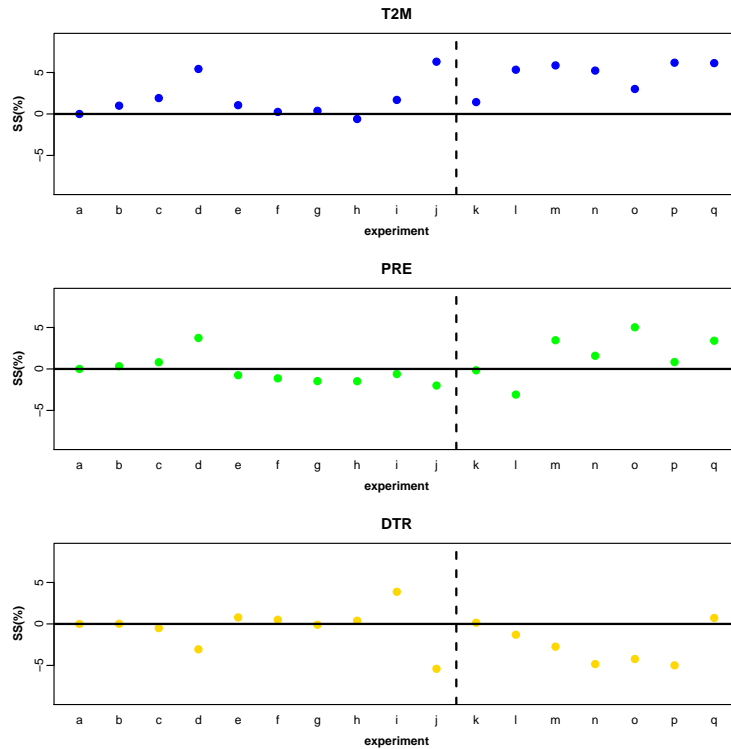 T2M
SS(%)
5
0
−5
a b c d e f g h i j k l m n o p q
experiment
PRE
SS(%)
5
0
−5
a b c d e f g h i j k l m n o p q
experiment
DTR
SS(%)
5
0
−5
a b c d e f g h i j k l m n o p q
experiment